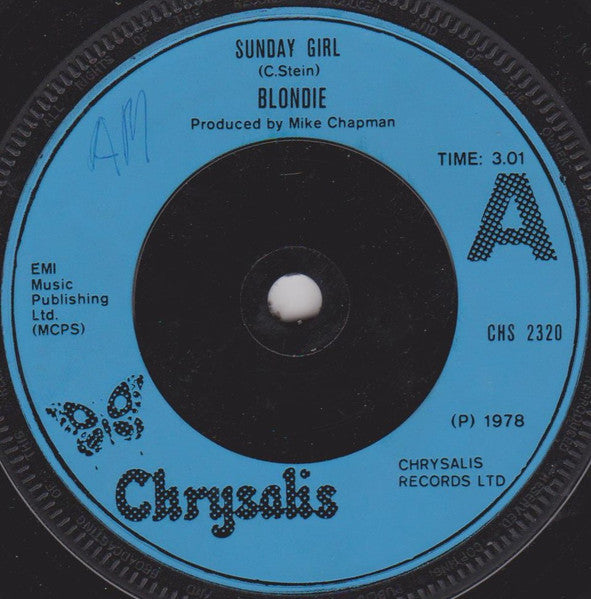 SUNDAY GIRL
(C.Stein)
BLONDIE
Produced by Mike Chapman
AM
TIME: 3.01
A
EMI
Music
Publishing
Ltd.
(MCPS)
CHS 2320
(P) 1978
CHRYSALIS
RECORDS LTD
Chrysalis